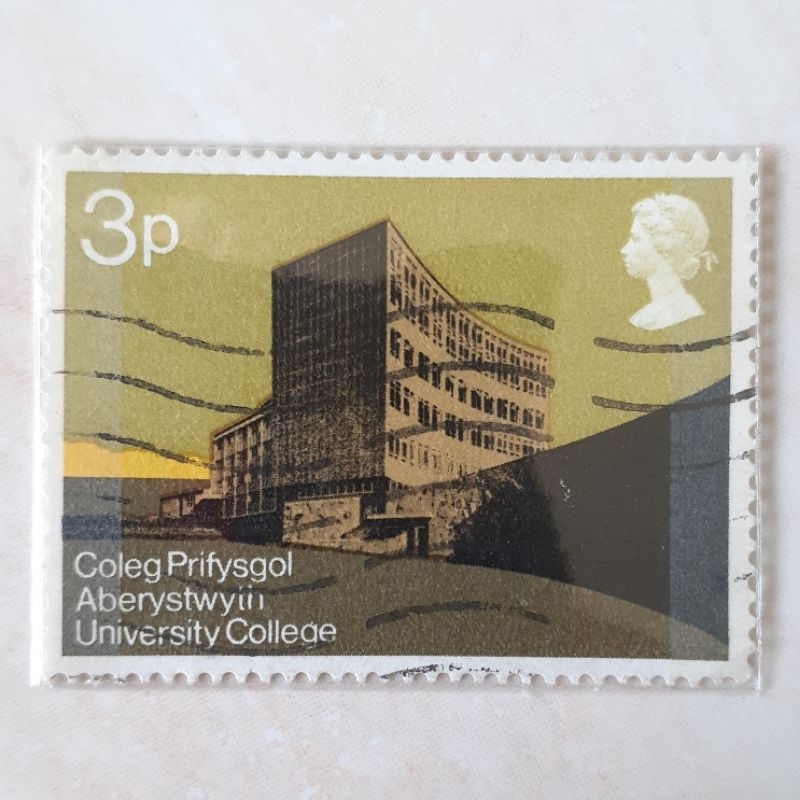 3p
Coleg Prifysgol
Aberystwyth
University College